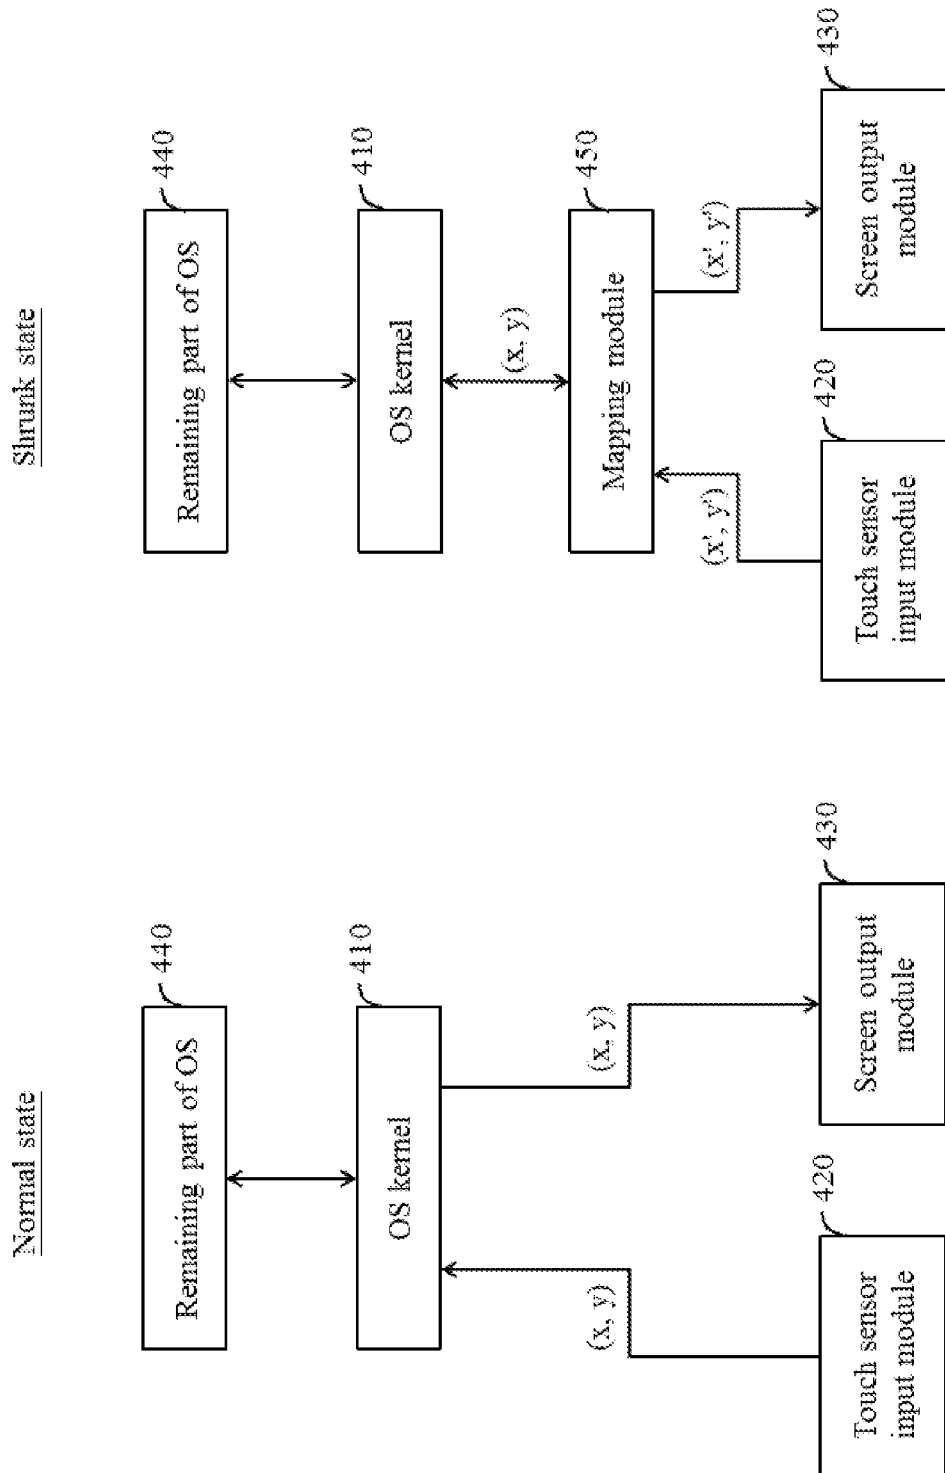 Normal state
440
Remaining part of OS
410
OS kernel
(x, y)
(x, y)
420
Touch sensor
input module
430
Screen output
module
Shrunk state
440
Remaining part of OS
410
OS kernel
(x, y)
450
Mapping module
(x', y')
(x', y')
420
Touch sensor
input module
430
Screen output
module